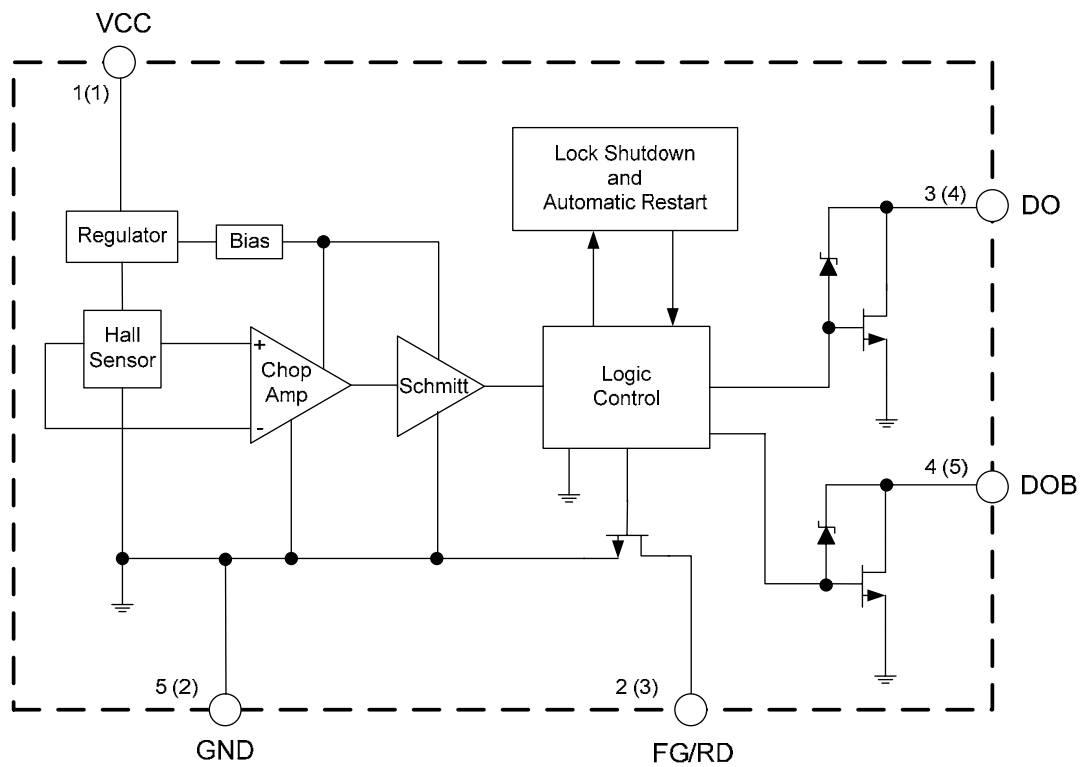 VCC
1(1)
Lock Shutdown
and
Automatic Restart
3 (4)
DO
Regulator
Bias
Hall
Sensor
+
Chop
Amp
-
Schmitt
Logic
Control
4 (5)
DOB
5 (2)
GND
2 (3)
FG/RD